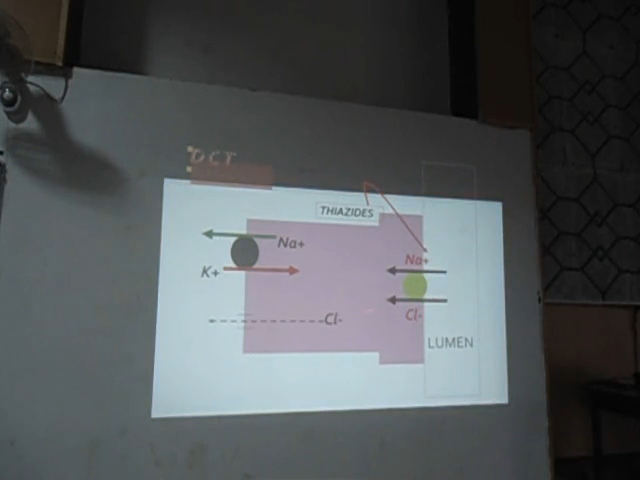 DCT
THIAZIDES
Na+
Na+
K+
Cl-
Cl-
LUMEN